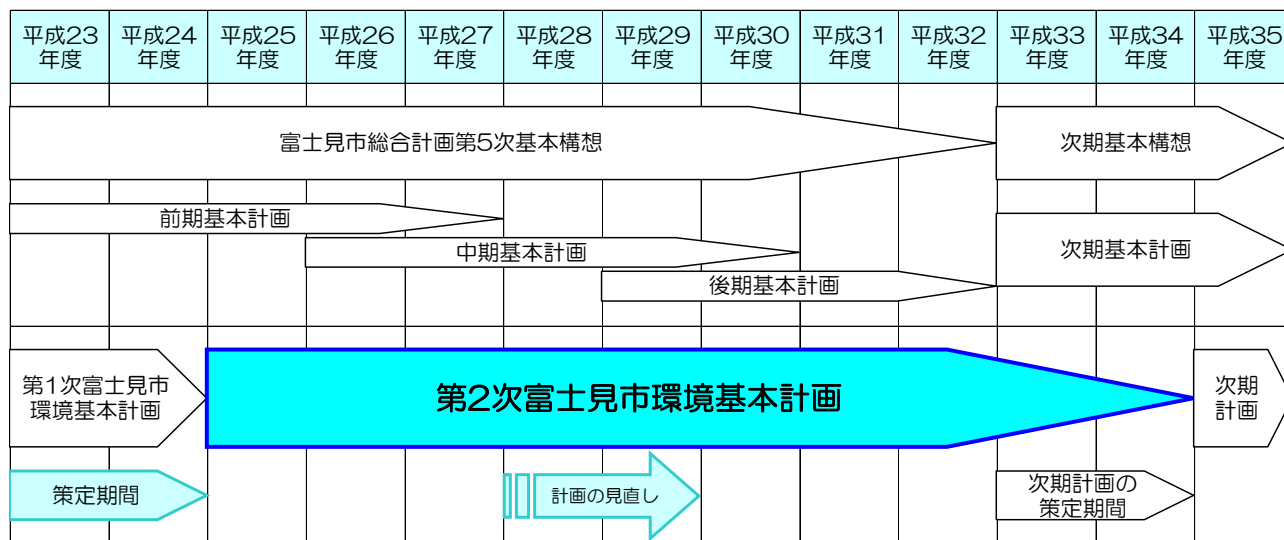 平成23年度
平成24年度
平成25年度
平成26年度
平成27年度
平成28年度
平成29年度
平成30年度
平成31年度
平成32年度
平成33年度
平成34年度
平成35年度
富士見市総合計画第5次基本構想
次期基本構想
前期基本計画
中期基本計画
後期基本計画
次期基本計画
第1次富士見市
環境基本計画
第2次富士見市環境基本計画
次期
計画
策定期間
計画の見直し
次期計画の
策定期間